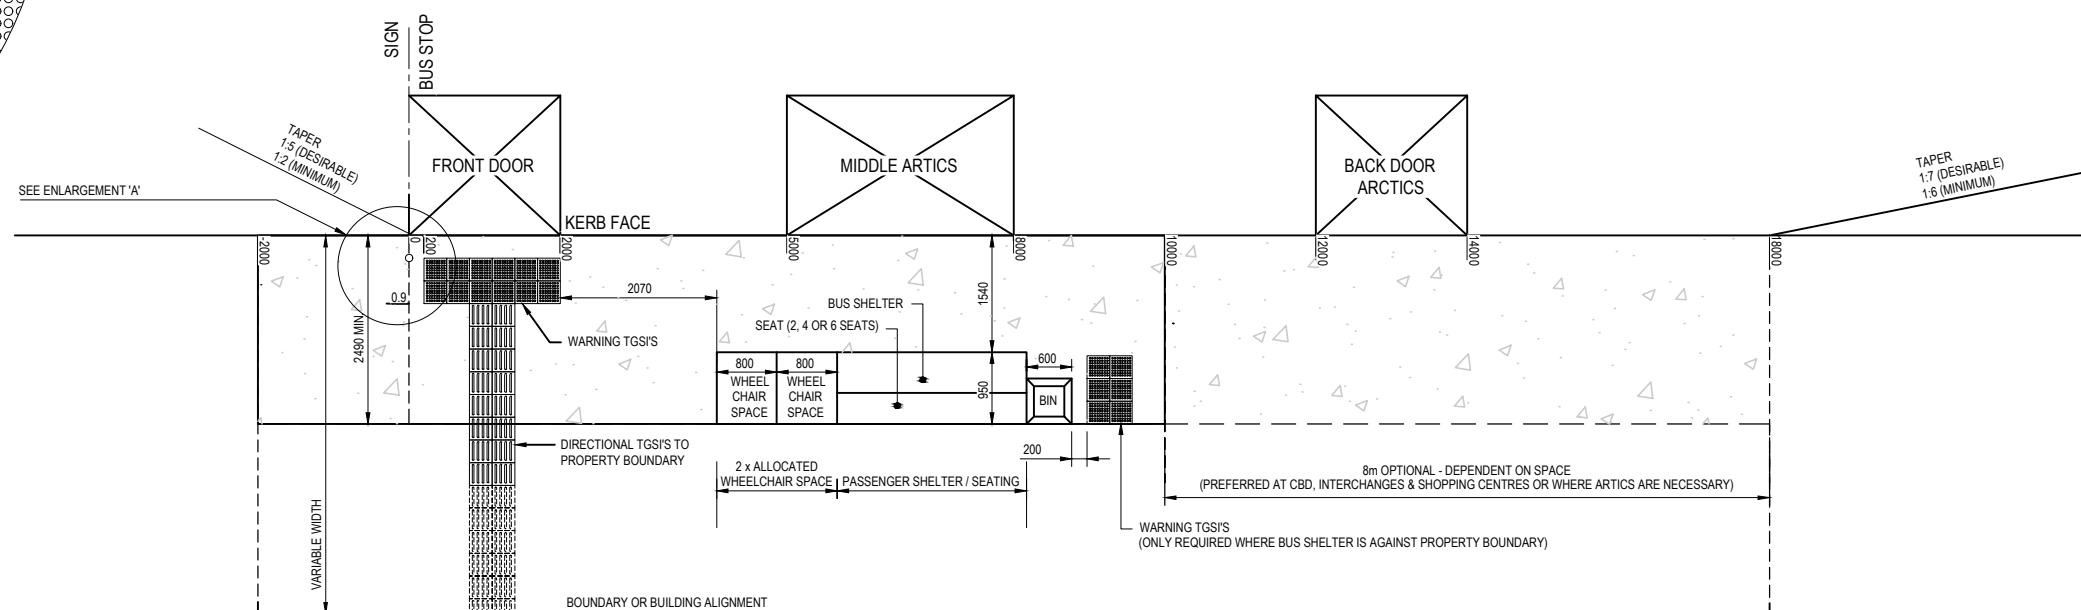 SIGN
BUS STOP
TAPER
1:5 (DESIRABLE)
1:2 (MINIMUM)
SEE ENLARGEMENT 'A'
FRONT DOOR
MIDDLE ARTICS
BACK DOOR
ARCTICS
TAPER
1:7 (DESIRABLE)
1:6 (MINIMUM)
KERB FACE
-2000
0
200
2000
5000
8000
10000
12000
14000
18000
0.9
2490 MIN.
2070
1540
BUS SHELTER
SEAT (2, 4 OR 6 SEATS)
WARNING TGSI'S
800
WHEEL
CHAIR
SPACE
800
WHEEL
CHAIR
SPACE
950
600
BIN
DIRECTIONAL TGSI'S TO
PROPERTY BOUNDARY
200
2 x ALLOCATED
WHEELCHAIR SPACE
PASSENGER SHELTER / SEATING
8m OPTIONAL - DEPENDENT ON SPACE
(PREFERRED AT CBD, INTERCHANGES & SHOPPING CENTRES OR WHERE ARTICS ARE NECESSARY)
WARNING TGSI'S
(ONLY REQUIRED WHERE BUS SHELTER IS AGAINST PROPERTY BOUNDARY)
VARIABLE WIDTH
BOUNDARY OR BUILDING ALIGNMENT